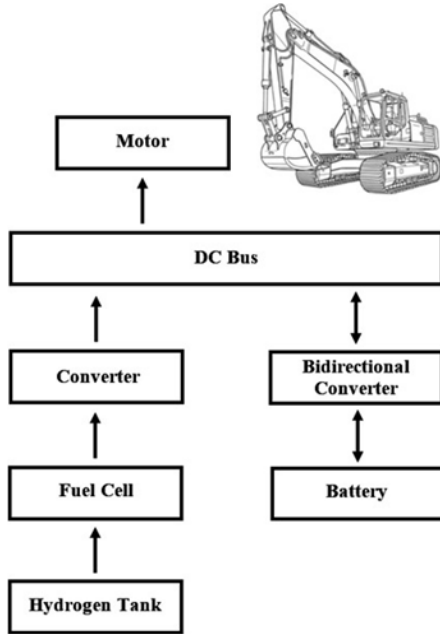 Motor
DC Bus
Converter
Bidirectional
Converter
Fuel Cell
Battery
Hydrogen Tank